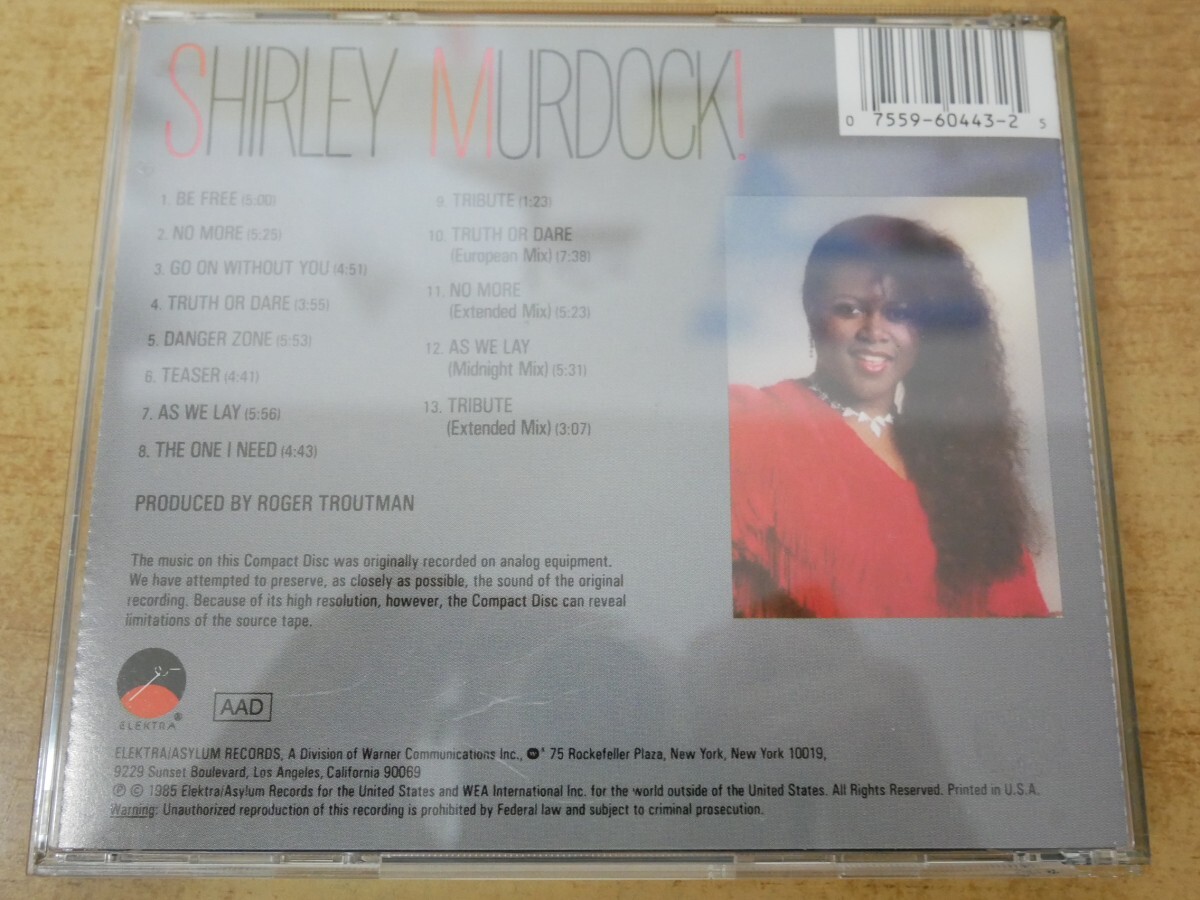 SHIRLEY MURDOCK!
0 7559-60443-2 5
1. BE FREE (5:00)
2. NO MORE (5:25)
3. GO ON WITHOUT YOU (4:51)
4. TRUTH OR DARE (3:55)
5. DANGER ZONE (5:53)
6. TEASER (4:41)
7. AS WE LAY (5:56)
8. THE ONE I NEED (4:43)
9. TRIBUTE (1:23)
10. TRUTH OR DARE
(European Mix) (7:38)
11. NO MORE
(Extended Mix) (5:23)
12. AS WE LAY
(Midnight Mix) (5:31)
13. TRIBUTE
(Extended Mix) (3:07)
PRODUCED BY ROGER TROUTMAN
The music on this Compact Disc was originally recorded on analog equipment.
We have attempted to preserve, as closely as possible, the sound of the original
recording. Because of its high resolution, however, the Compact Disc can reveal
limitations of the source tape.
ELEKTRA®
AAD
ELEKTRA/ASYLUM RECORDS, A Division of Warner Communications Inc., 75 Rockefeller Plaza, New York, New York 10019,
9229 Sunset Boulevard, Los Angeles, California 90069
℗ © 1985 Elektra/Asylum Records for the United States and WEA International Inc. for the world outside of the United States. All Rights Reserved. Printed in U.S.A.
Warning: Unauthorized reproduction of this recording is prohibited by Federal law and subject to criminal prosecution.